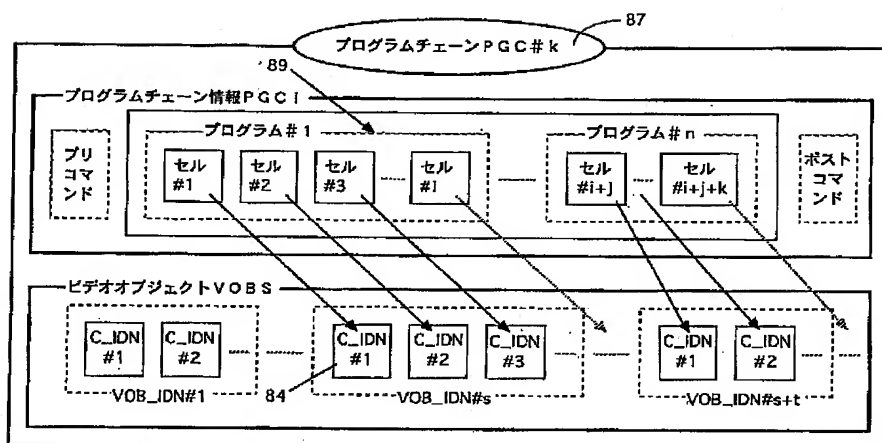 プログラムチェーンPGC#k
87
89
プログラムチェーン情報PGCI
プログラム#1
プログラム#n
プリ
コマ
ンド
セル
#1
セル
#2
セル
#3
セル
#I
セル
#i+j
セル
#i+j+k
ポスト
コマ
ンド
ビデオオブジェクトVOBS
C_IDN
#1
C_IDN
#2
C_IDN
#1
C_IDN
#2
C_IDN
#3
C_IDN
#1
C_IDN
#2
VOB_IDN#1
84
VOB_IDN#s
VOB_IDN#s+t